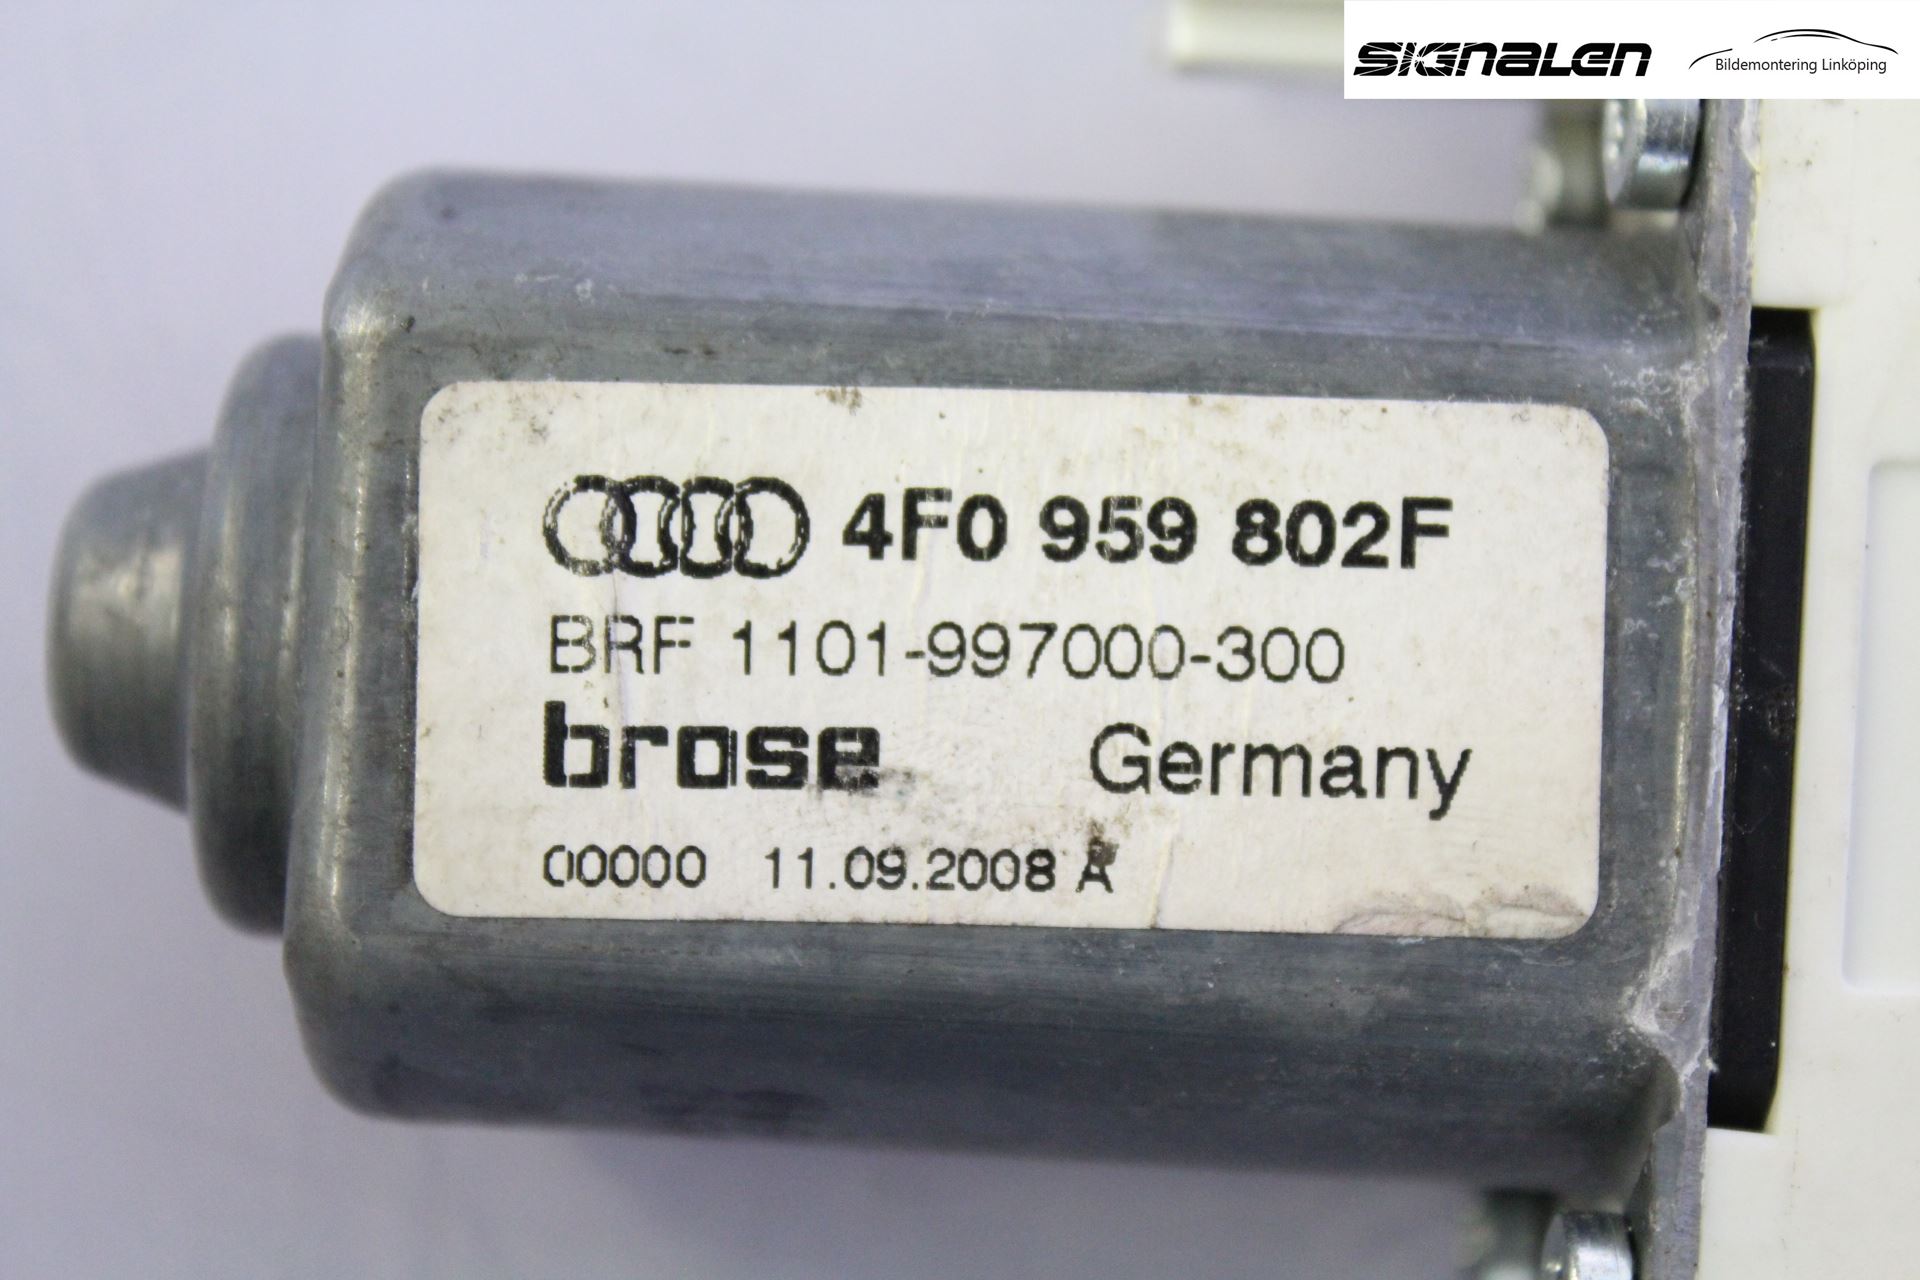 SIGNALEN
Bildemontering Linköping
4F0 959 802F
BRF 1101-997000-300
brose Germany
00000 11.09.2008 A